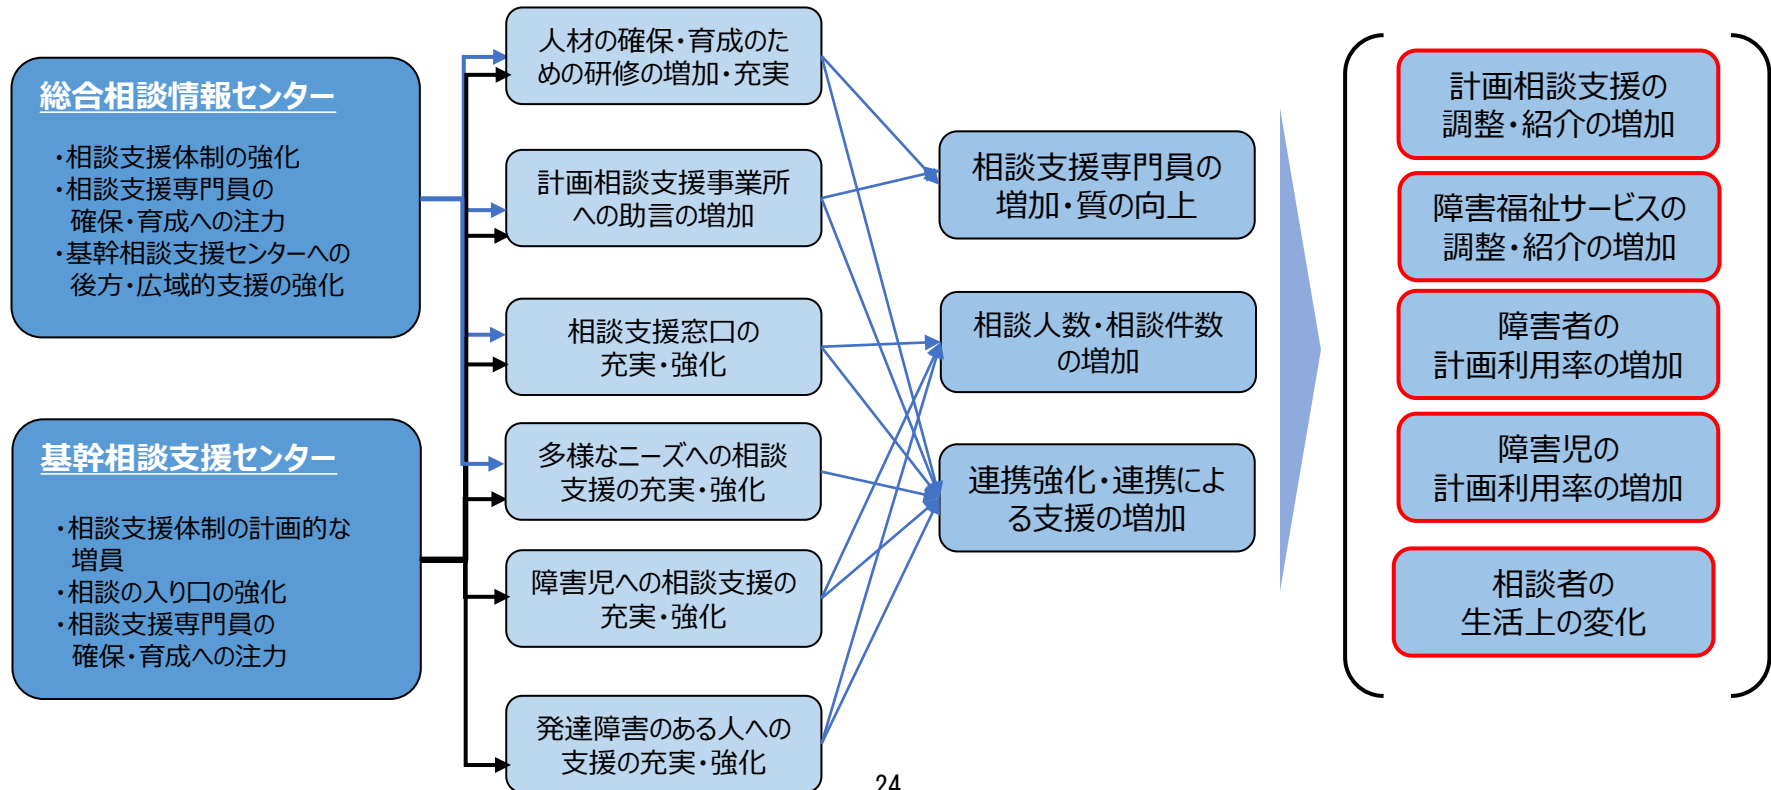 総合相談情報センター
・相談支援体制の強化
・相談支援専門員の
確保・育成への注力
・基幹相談支援センターへの
後方・広域的支援の強化
基幹相談支援センター
・相談支援体制の計画的な
増員
・相談の入り口の強化
・相談支援専門員の
確保・育成への注力
人材の確保・育成のた
めの研修の増加・充実
計画相談支援事業所
への助言の増加
相談支援窓口の
充実・強化
多様なニーズへの相談
支援の充実・強化
障害児への相談支援の
充実・強化
発達障害のある人への
支援の充実・強化
相談支援専門員の
増加・質の向上
相談人数・相談件数
の増加
連携強化・連携によ
る支援の増加
計画相談支援の
調整・紹介の増加
障害福祉サービスの
調整・紹介の増加
障害者の
計画利用率の増加
障害児の
計画利用率の増加
相談者の
生活上の変化
24